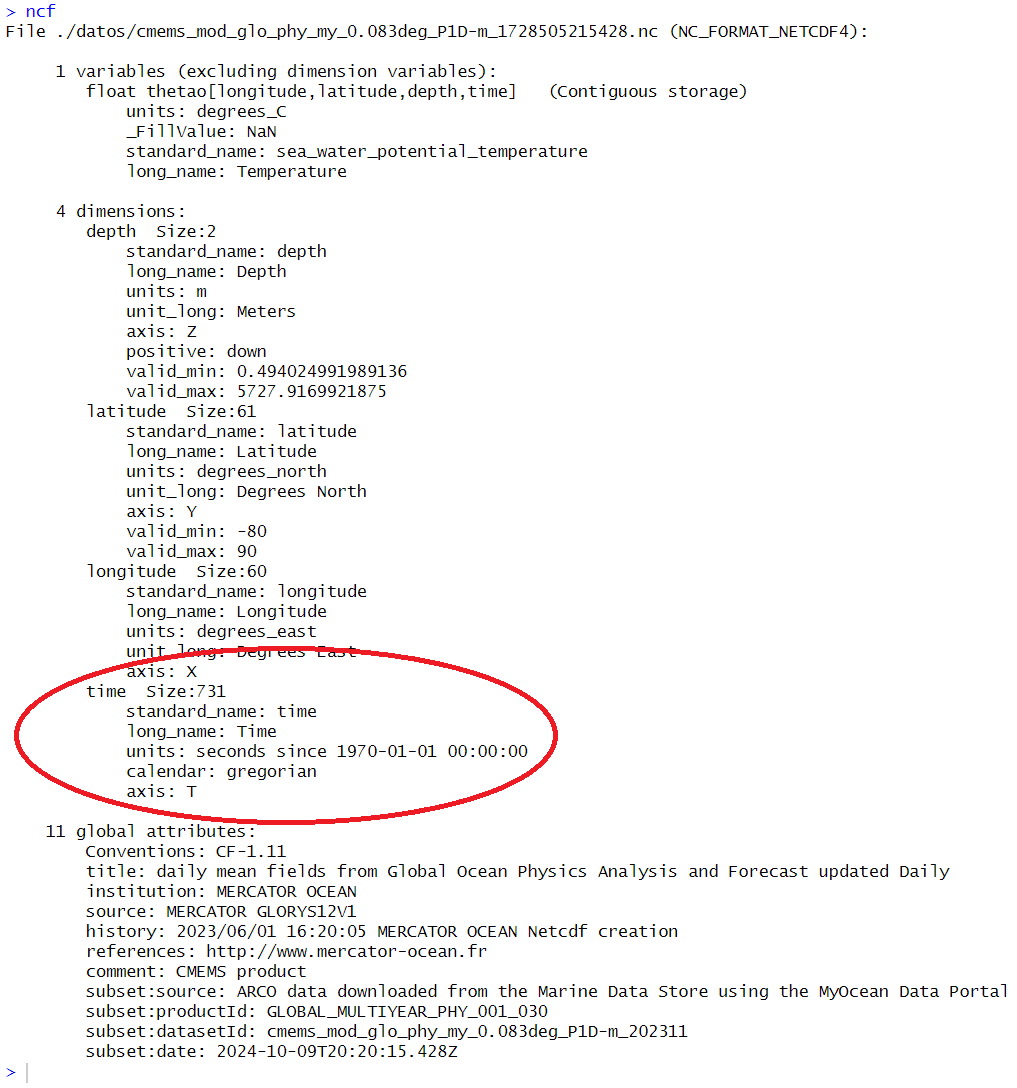 > ncf
File ./datos/cmems_mod_glo_phy_my_0.083deg_P1D-m_1728505215428.nc (NC_FORMAT_NETCDF4):
1 variables (excluding dimension variables):
float thetao[longitude,latitude,depth,time] (Contiguous storage)
units: degrees_C
_FillValue: NaN
standard_name: sea_water_potential_temperature
long_name: Temperature
4 dimensions:
depth Size:2
standard_name: depth
long_name: Depth
units: m
unit_long: Meters
axis: Z
positive: down
valid_min: 0.494024991989136
valid_max: 5727.9169921875
latitude Size:61
standard_name: latitude
long_name: Latitude
units: degrees_north
unit_long: Degrees North
axis: Y
valid_min: -80
valid_max: 90
longitude Size:60
standard_name: longitude
long_name: Longitude
units: degrees_east
unit_long: Degrees East
axis: X
time Size:731
standard_name: time
long_name: Time
units: seconds since 1970-01-01 00:00:00
calendar: gregorian
axis: T
11 global attributes:
Conventions: CF-1.11
title: daily mean fields from Global Ocean Physics Analysis and Forecast updated Daily
institution: MERCATOR OCEAN
source: MERCATOR GLORYS12V1
history: 2023/06/01 16:20:05 MERCATOR OCEAN Netcdf creation
references: http://www.mercator-ocean.fr
comment: CMEMS product
subset:source: ARCO data downloaded from the Marine Data Store using the MyOcean Data Portal
subset:productId: GLOBAL_MULTIYEAR_PHY_001_030
subset:datasetId: cmems_mod_glo_phy_my_0.083deg_P1D-m_202311
subset:date: 2024-10-09T20:20:15.428Z
>